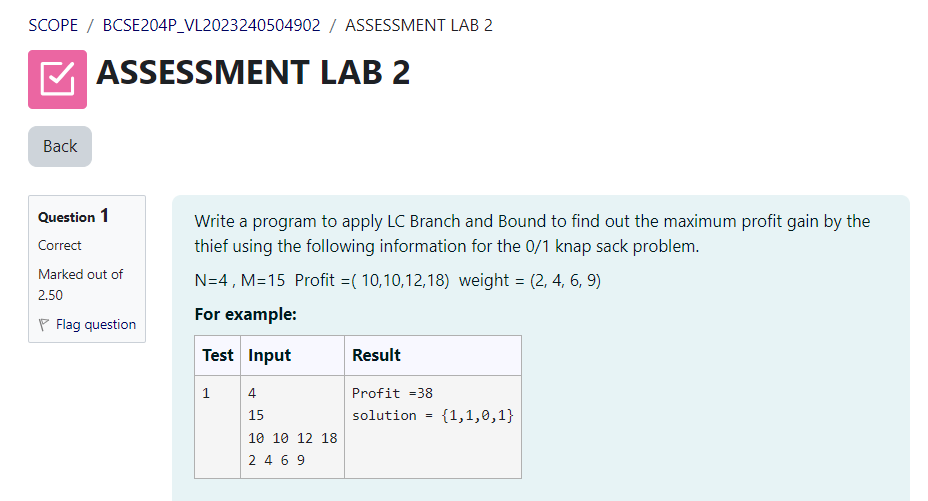 SCOPE / BCSE204P_VL2023240504902 / ASSESSMENT LAB 2
ASSESSMENT LAB 2
Back
Question 1
Correct
Marked out of
2.50
Flag question
Write a program to apply LC Branch and Bound to find out the maximum profit gain by the
thief using the following information for the 0/1 knap sack problem.
N=4 , M=15 Profit =( 10,10,12,18) weight = (2, 4, 6, 9)
For example:
Test Input Result
1 4 Profit =38
15 solution = {1,1,0,1}
10 10 12 18
2 4 6 9